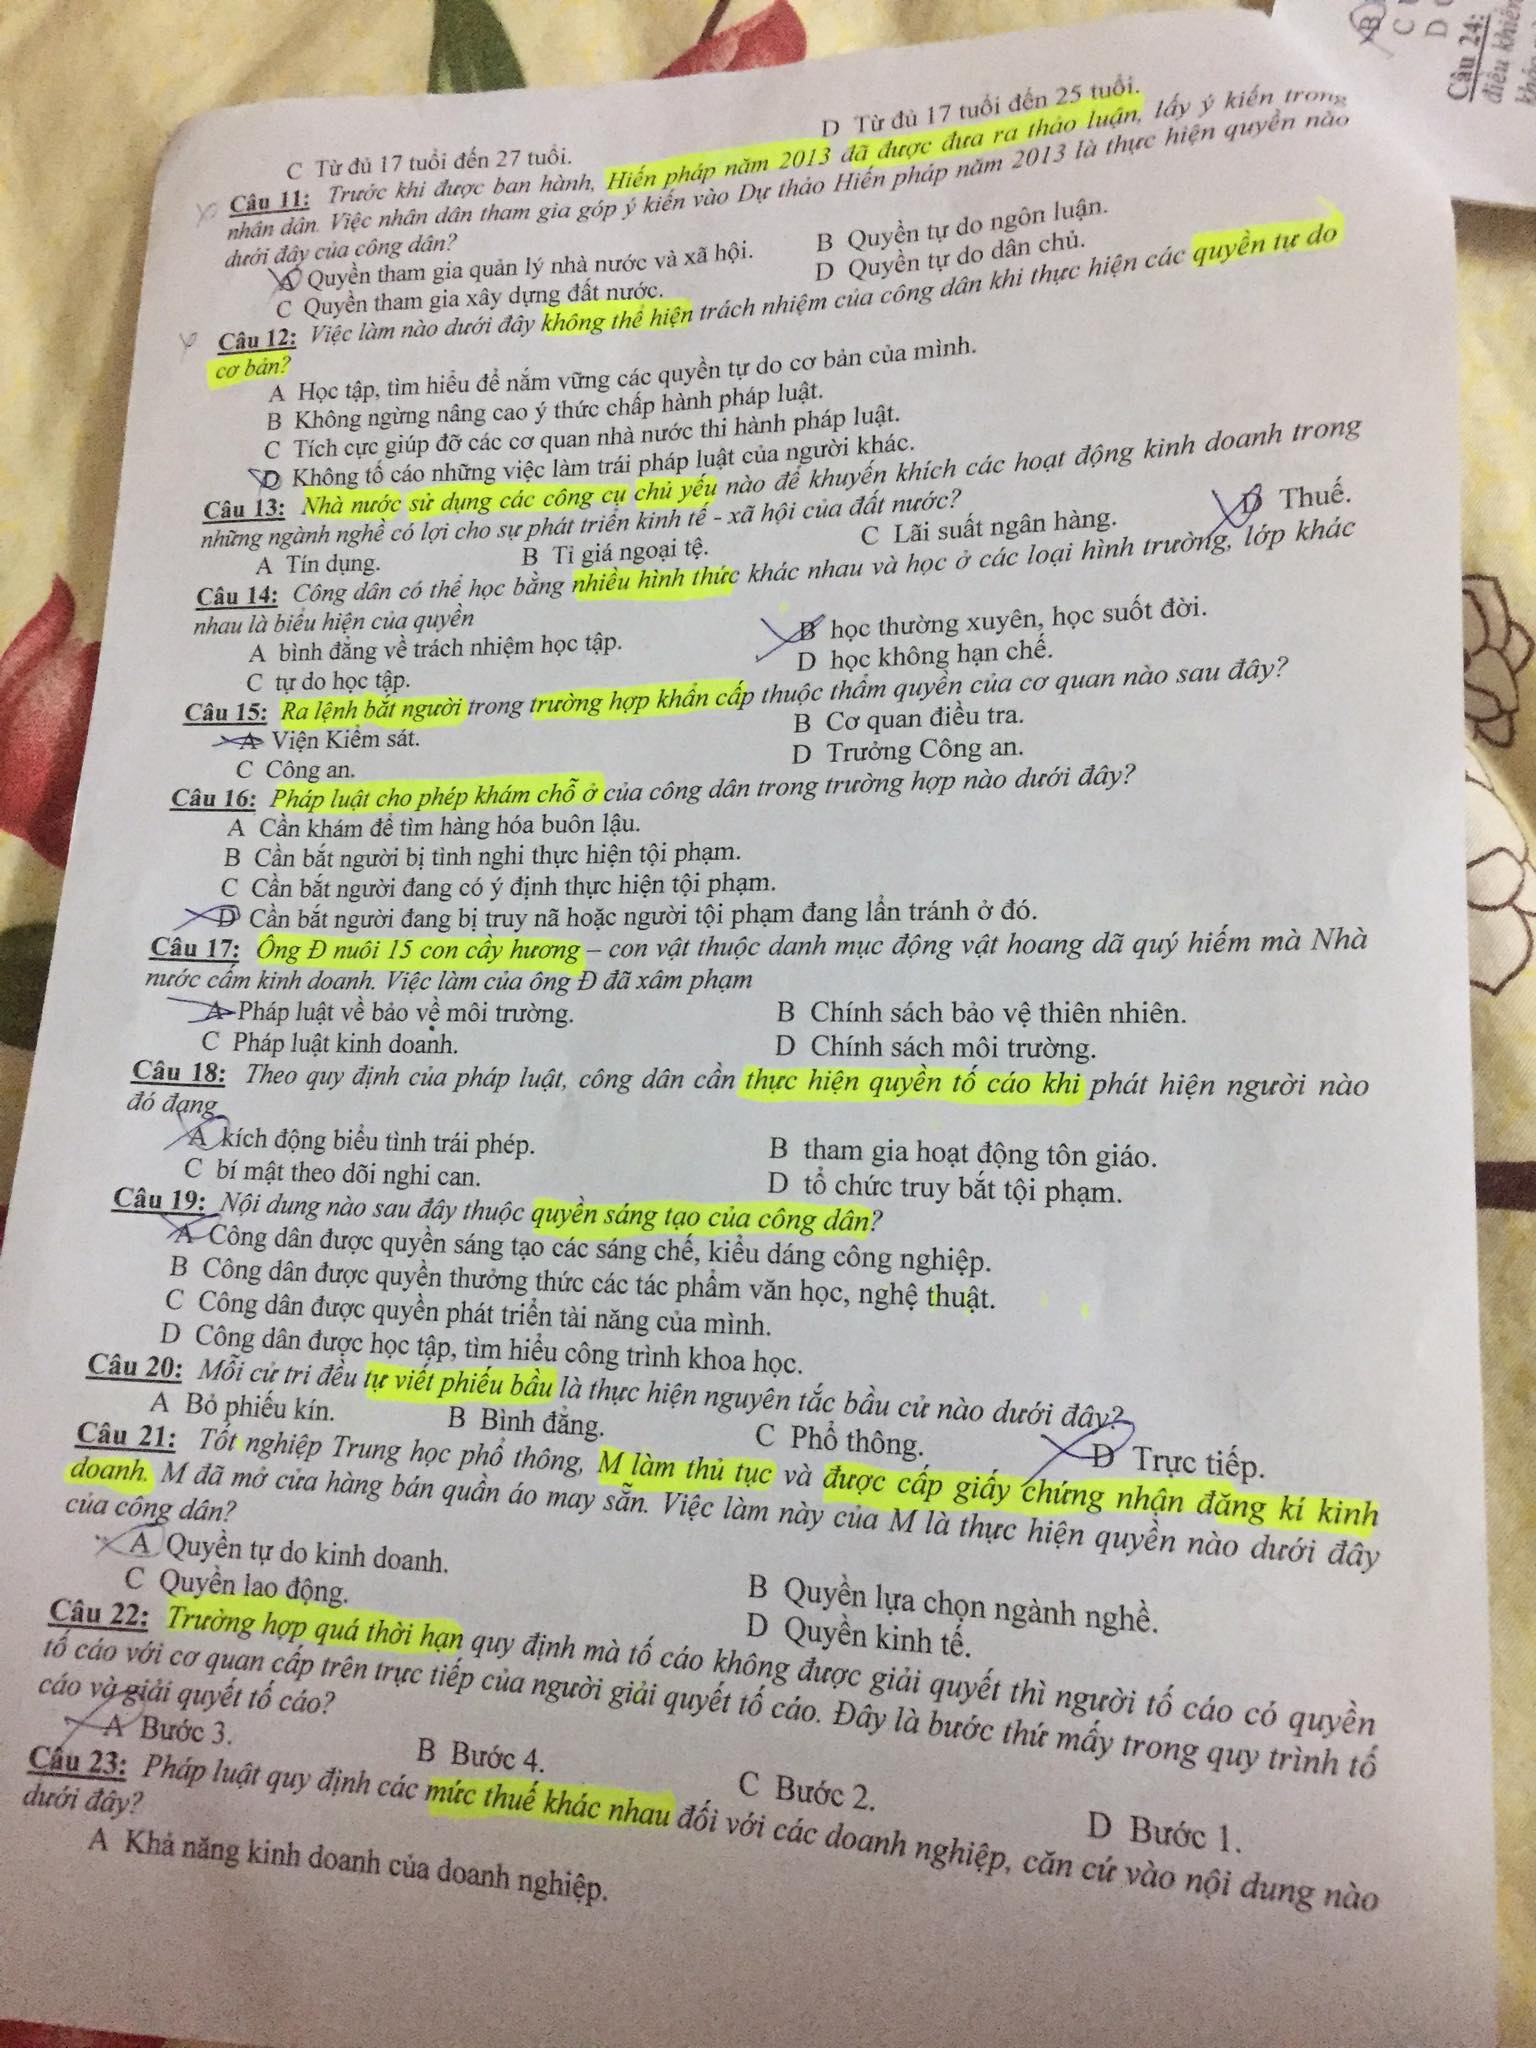 C Từ đủ 17 tuổi đến 27 tuổi.
D Từ đủ 17 tuổi đến 25 tuổi.
Câu 11: Trước khi được ban hành, Hiến pháp năm 2013 đã được đưa ra thảo luận, lấy ý kiến trong
nhân dân. Việc nhân dân tham gia góp ý kiến vào Dự thảo Hiến pháp năm 2013 là thực hiện quyền nào
dưới đây của công dân?
A Quyền tham gia quản lý nhà nước và xã hội.
B Quyền tự do ngôn luận.
C Quyền tham gia xây dựng đất nước.
D Quyền tự do dân chủ.
Câu 12: Việc làm nào dưới đây không thể hiện trách nhiệm của công dân khi thực hiện các quyền tự do
cơ bản?
A Học tập, tìm hiểu để nắm vững các quyền tự do cơ bản của mình.
B Không ngừng nâng cao ý thức chấp hành pháp luật.
C Tích cực giúp đỡ các cơ quan nhà nước thi hành pháp luật.
D Không tố cáo những việc làm trái pháp luật của người khác.
Câu 13: Nhà nước sử dụng các công cụ chủ yếu nào để khuyến khích các hoạt động kinh doanh trong
những ngành nghề có lợi cho sự phát triển kinh tế - xã hội của đất nước?
A Tín dụng. B Tỉ giá ngoại tệ. C Lãi suất ngân hàng. D Thuế.
Câu 14: Công dân có thể học bằng nhiều hình thức khác nhau và học ở các loại hình trường, lớp khác
nhau là biểu hiện của quyền
A bình đẳng về trách nhiệm học tập. B học thường xuyên, học suốt đời.
C tự do học tập. D học không hạn chế.
Câu 15: Ra lệnh bắt người trong trường hợp khẩn cấp thuộc thẩm quyền của cơ quan nào sau đây?
A Viện Kiểm sát. B Cơ quan điều tra.
C Công an. D Trưởng Công an.
Câu 16: Pháp luật cho phép khám chỗ ở của công dân trong trường hợp nào dưới đây?
A Cần khám để tìm hàng hóa buôn lậu.
B Cần bắt người bị tình nghi thực hiện tội phạm.
C Cần bắt người đang có ý định thực hiện tội phạm.
D Cần bắt người đang bị truy nã hoặc người tội phạm đang lẩn tránh ở đó.
Câu 17: Ông Đ nuôi 15 con cầy hương – con vật thuộc danh mục động vật hoang dã quý hiếm mà Nhà
nước cấm kinh doanh. Việc làm của ông Đ đã xâm phạm
A Pháp luật về bảo vệ môi trường. B Chính sách bảo vệ thiên nhiên.
C Pháp luật kinh doanh. D Chính sách môi trường.
Câu 18: Theo quy định của pháp luật, công dân cần thực hiện quyền tố cáo khi phát hiện người nào
đó đang
A kích động biểu tình trái phép. B tham gia hoạt động tôn giáo.
C bí mật theo dõi nghi can. D tổ chức truy bắt tội phạm.
Câu 19: Nội dung nào sau đây thuộc quyền sáng tạo của công dân?
A Công dân được quyền sáng tạo các sáng chế, kiểu dáng công nghiệp.
B Công dân được quyền thưởng thức các tác phẩm văn học, nghệ thuật.
C Công dân được quyền phát triển tài năng của mình.
D Công dân được học tập, tìm hiểu công trình khoa học.
Câu 20: Mỗi cử tri đều tự viết phiếu bầu là thực hiện nguyên tắc bầu cử nào dưới đây?
A Bỏ phiếu kín. B Bình đẳng. C Phổ thông. D Trực tiếp.
Câu 21: Tốt nghiệp Trung học phổ thông, M làm thủ tục và được cấp giấy chứng nhận đăng kí kinh
doanh. M đã mở cửa hàng bán quần áo may sẵn. Việc làm này của M là thực hiện quyền nào dưới đây
của công dân?
A Quyền tự do kinh doanh. B Quyền lựa chọn ngành nghề.
C Quyền lao động. D Quyền kinh tế.
Câu 22: Trường hợp quá thời hạn quy định mà tố cáo không được giải quyết thì người tố cáo có quyền
tố cáo với cơ quan cấp trên trực tiếp của người giải quyết tố cáo. Đây là bước thứ mấy trong quy trình tố
cáo và giải quyết tố cáo?
A Bước 3. B Bước 4. C Bước 2. D Bước 1.
Câu 23: Pháp luật quy định các mức thuế khác nhau đối với các doanh nghiệp, căn cứ vào nội dung nào
dưới đây?
A Khả năng kinh doanh của doanh nghiệp.
B
C
D
Câu 24:
điều khiển